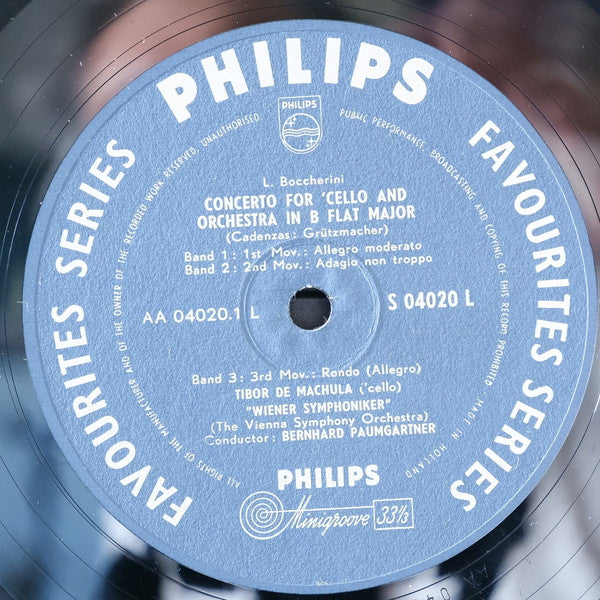 PHILIPS
FAVOURITES SERIES
FAVOURITES SERIES
ALL RIGHTS OF THE MANUFACTURER AND OF THE OWNER OF THE RECORDED WORK RESERVED. UNAUTHORISED PUBLIC PERFORMANCE, BROADCASTING AND COPYING OF THIS RECORD PROHIBITED
MADE IN HOLLAND
PHILIPS
L. Boccherini
CONCERTO FOR 'CELLO AND
ORCHESTRA IN B FLAT MAJOR
(Cadenzas: Grützmacher)
Band 1: 1st Mov.: Allegro moderato
Band 2: 2nd Mov.: Adagio non troppo
AA 04020.1 L
S 04020 L
Band 3: 3rd Mov.: Rondo (Allegro)
TIBOR DE MACHULA ('cello)
"WIENER SYMPHONIKER"
(The Vienna Symphony Orchestra)
Conductor: BERNHARD PAUMGARTNER
PHILIPS
Minigroove 33⅓